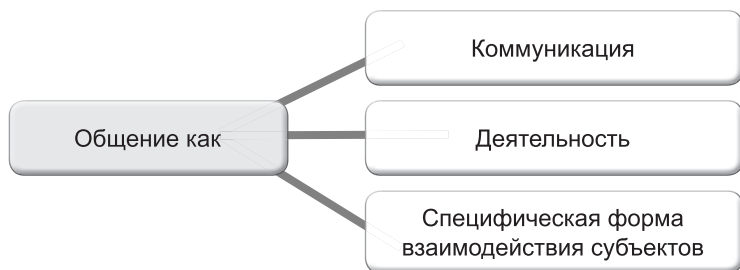 Общение как
Коммуникация
Деятельность
Специфическая форма
взаимодействия субъектов